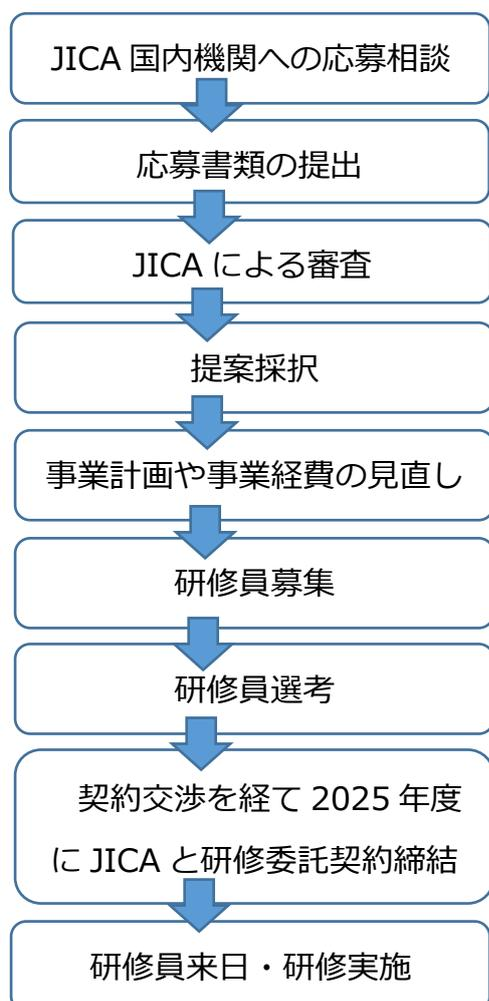 JICA 国内機関への応募相談
応募書類の提出
JICA による審査
提案採択
事業計画や事業経費の見直し
研修員募集
研修員選考
契約交渉を経て 2025 年度
に JICA と研修委託契約締結
研修員来日・研修実施